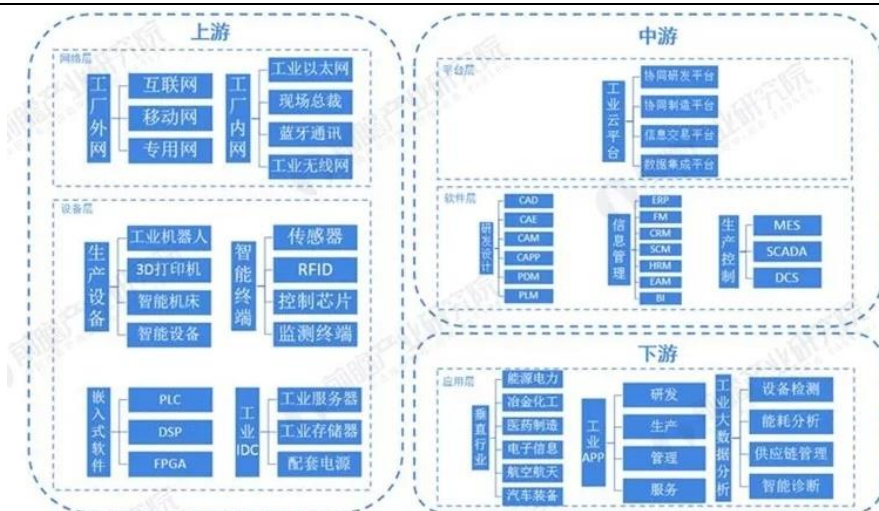 上游
网络层
工厂外网
互联网
移动网
专用网
工厂内网
工业以太网
现场总裁
蓝牙通讯
工业无线网
设备层
生产设备
工业机器人
3D打印机
智能机床
智能设备
智能终端
传感器
RFID
控制芯片
监测终端
嵌入式软件
PLC
DSP
FPGA
工业IDC
工业服务器
工业存储器
配套电源
中游
平台层
工业云平台
协同研发平台
协同制造平台
信息交易平台
数据集成平台
软件层
研发设计
CAD
CAE
CAM
CAPP
PDM
PLM
信息管理
ERP
FM
CRM
SCM
HRM
EAM
BI
生产控制
MES
SCADA
DCS
下游
应用层
垂直行业
能源电力
冶金化工
医药制造
电子信息
航空航天
汽车装备
工业APP
研发
生产
管理
服务
工业大数据分析
设备检测
能耗分析
供应链管理
智能诊断
前瞻产业研究院